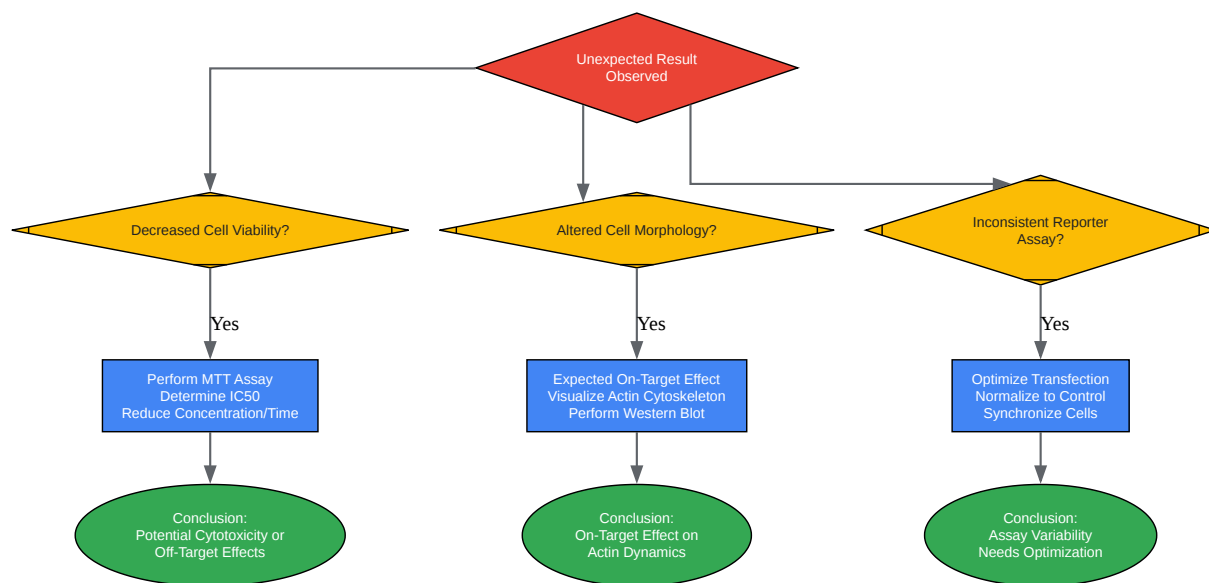 Unexpected Result
Observed
Decreased Cell Viability?
Altered Cell Morphology?
Inconsistent Reporter
Assay?
Yes
Yes
Yes
Perform MTT Assay
Determine IC50
Reduce Concentration/Time
Expected On-Target Effect
Visualize Actin Cytoskeleton
Perform Western Blot
Optimize Transfection
Normalize to Control
Synchronize Cells
Conclusion:
Potential Cytotoxicity or
Off-Target Effects
Conclusion:
On-Target Effect on
Actin Dynamics
Conclusion:
Assay Variability
Needs Optimization